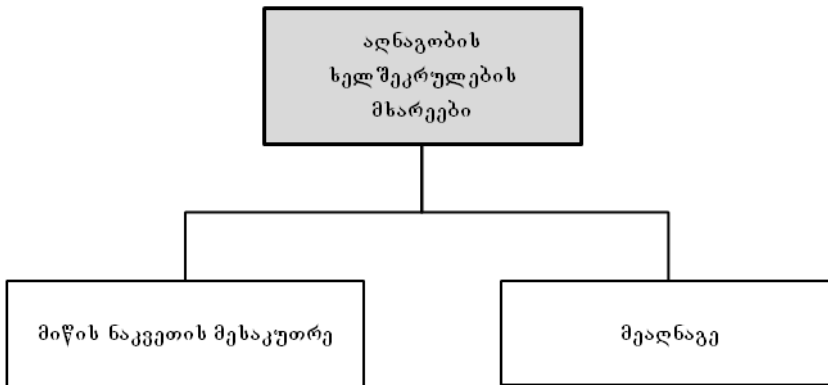 აღნაგობის
ხელშეკრულების
მხარეები
მიწის ნაკვეთის მესაკუთრე
მეაღნაგე